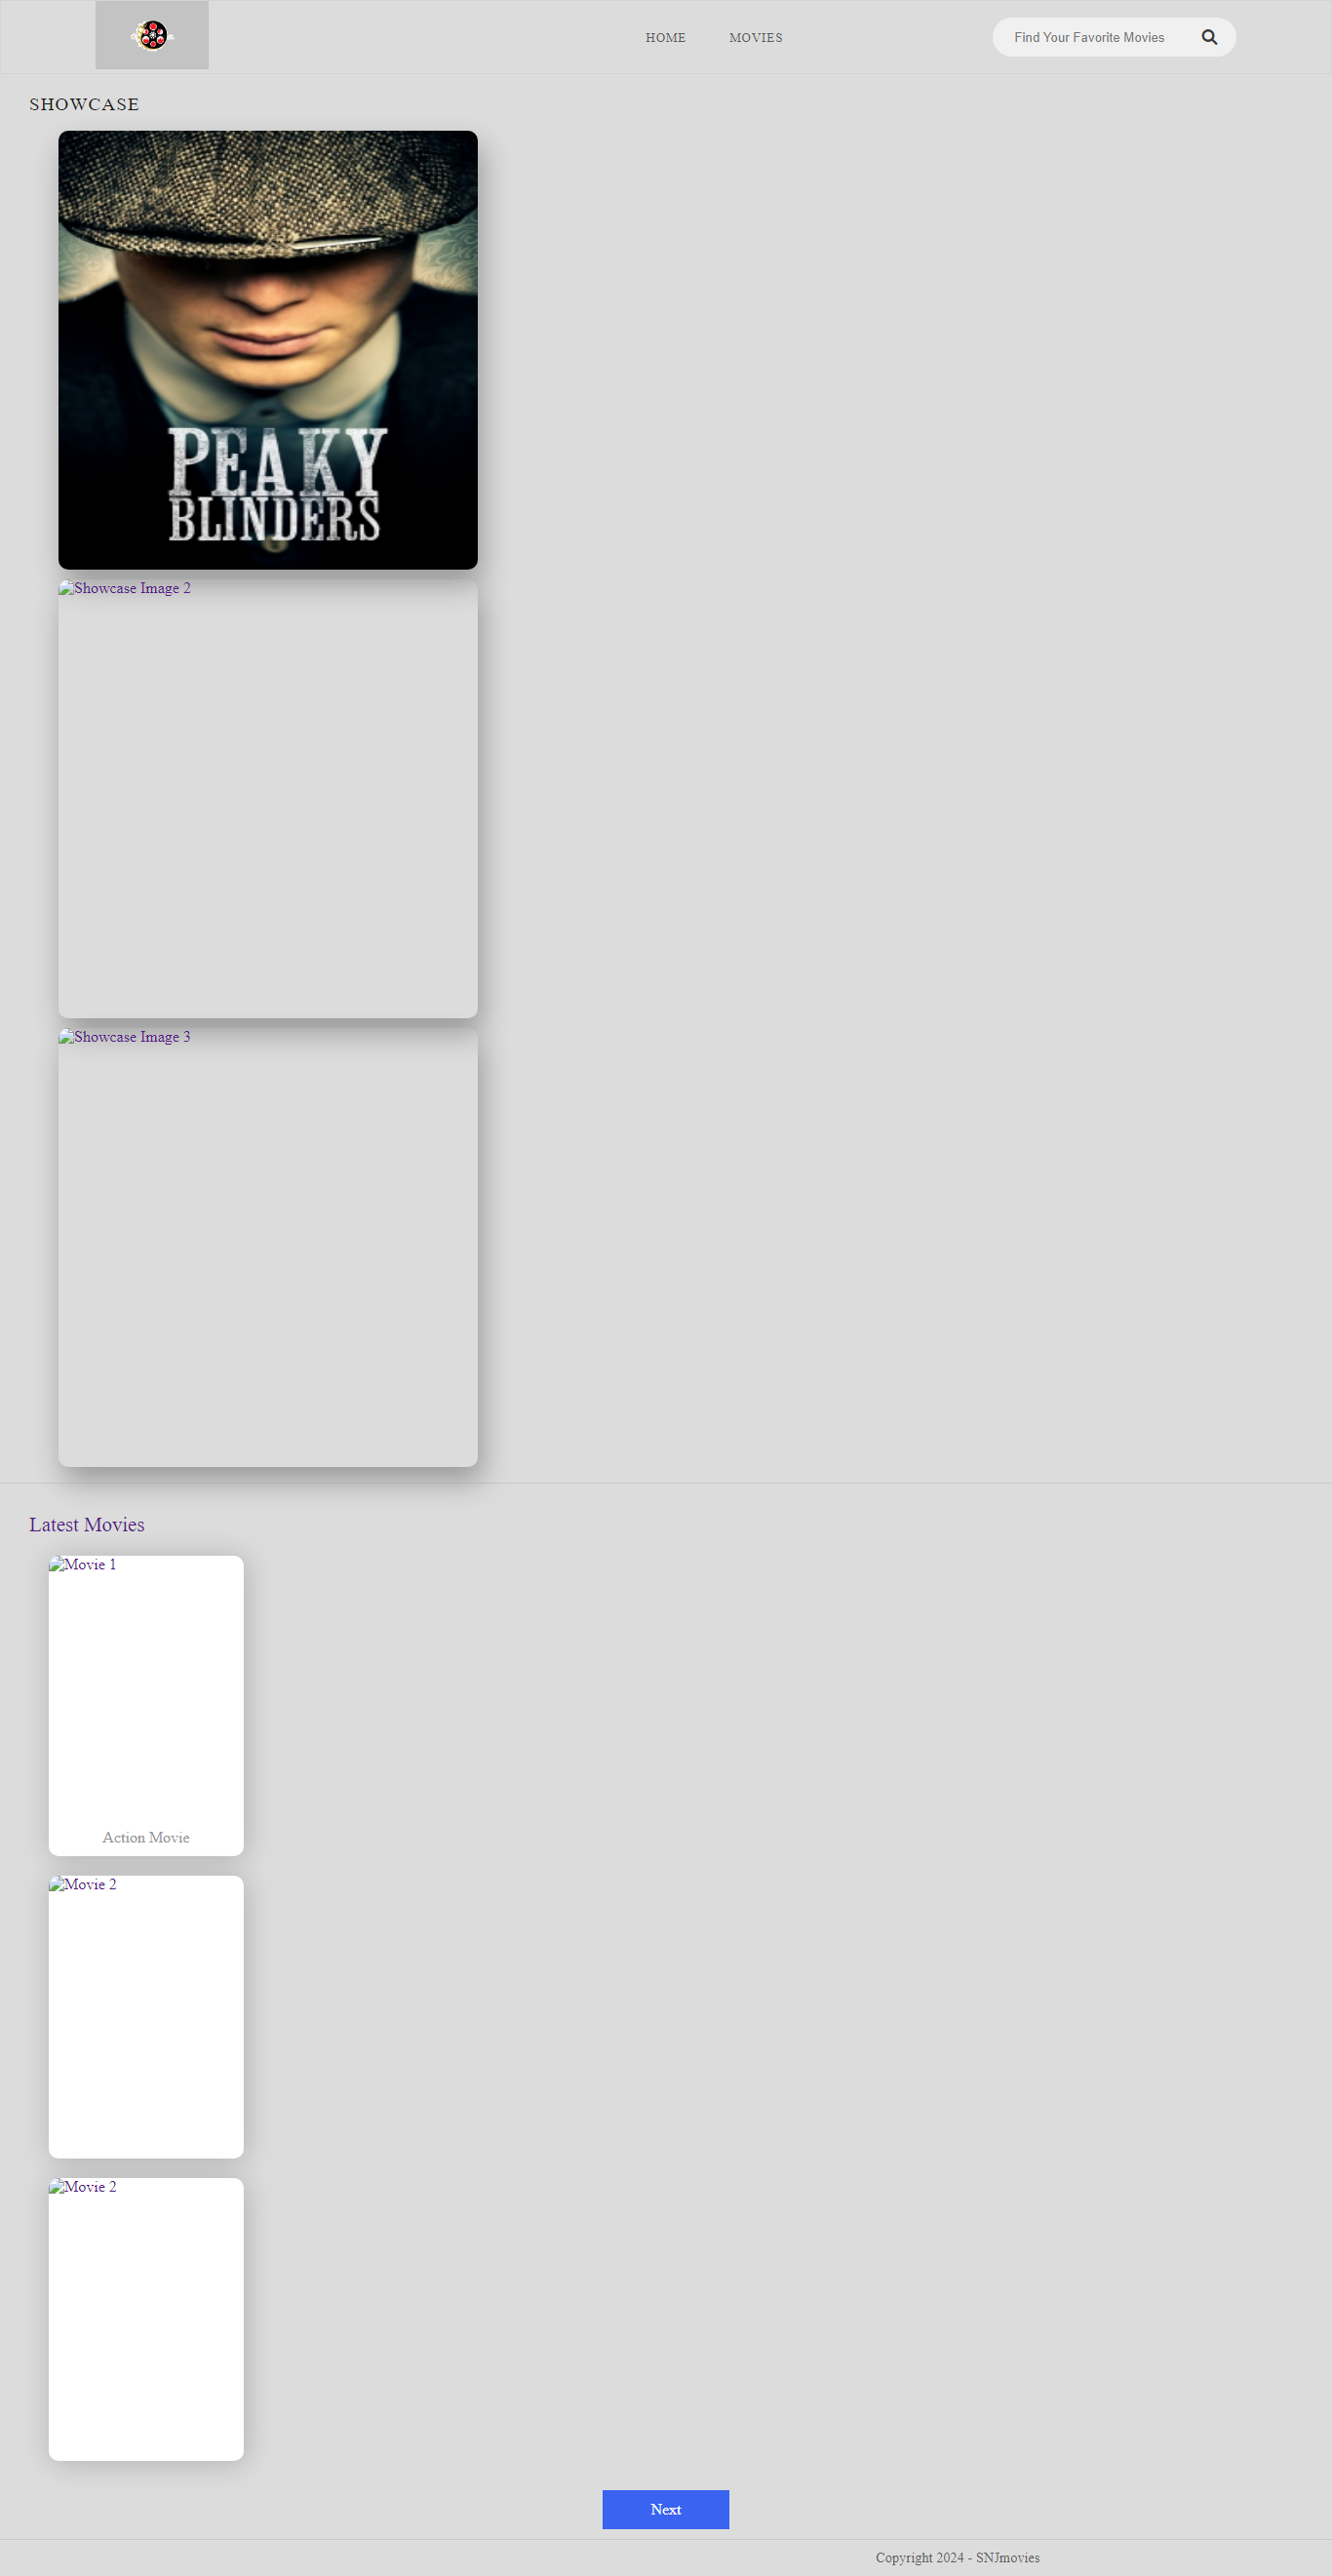 HOME
MOVIES
Find Your Favorite Movies
SHOWCASE
PEAKY
BLINDERS
Showcase Image 2
Showcase Image 3
Latest Movies
Movie 1
Action Movie
Movie 2
Movie 2
Next
Copyright 2024 - SNJmovies